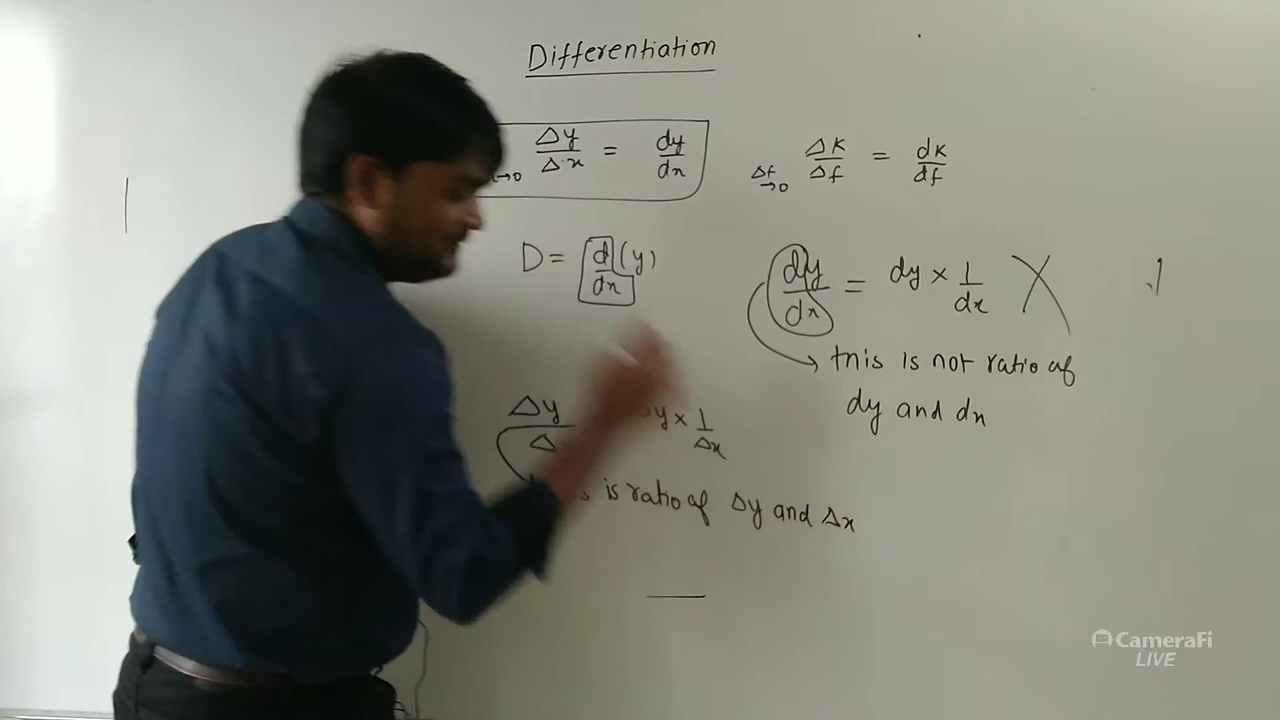 Differentiation
→0 Δy/Δx = dy/dx
Δf→0 ΔK/Δf = dK/df
D = d/dx (y)
dy/dx = dy × 1/dx X
this is not ratio of
dy and dx
Δy/Δ y × 1/Δx
is ratio of Δy and Δx
CameraFi
LIVE